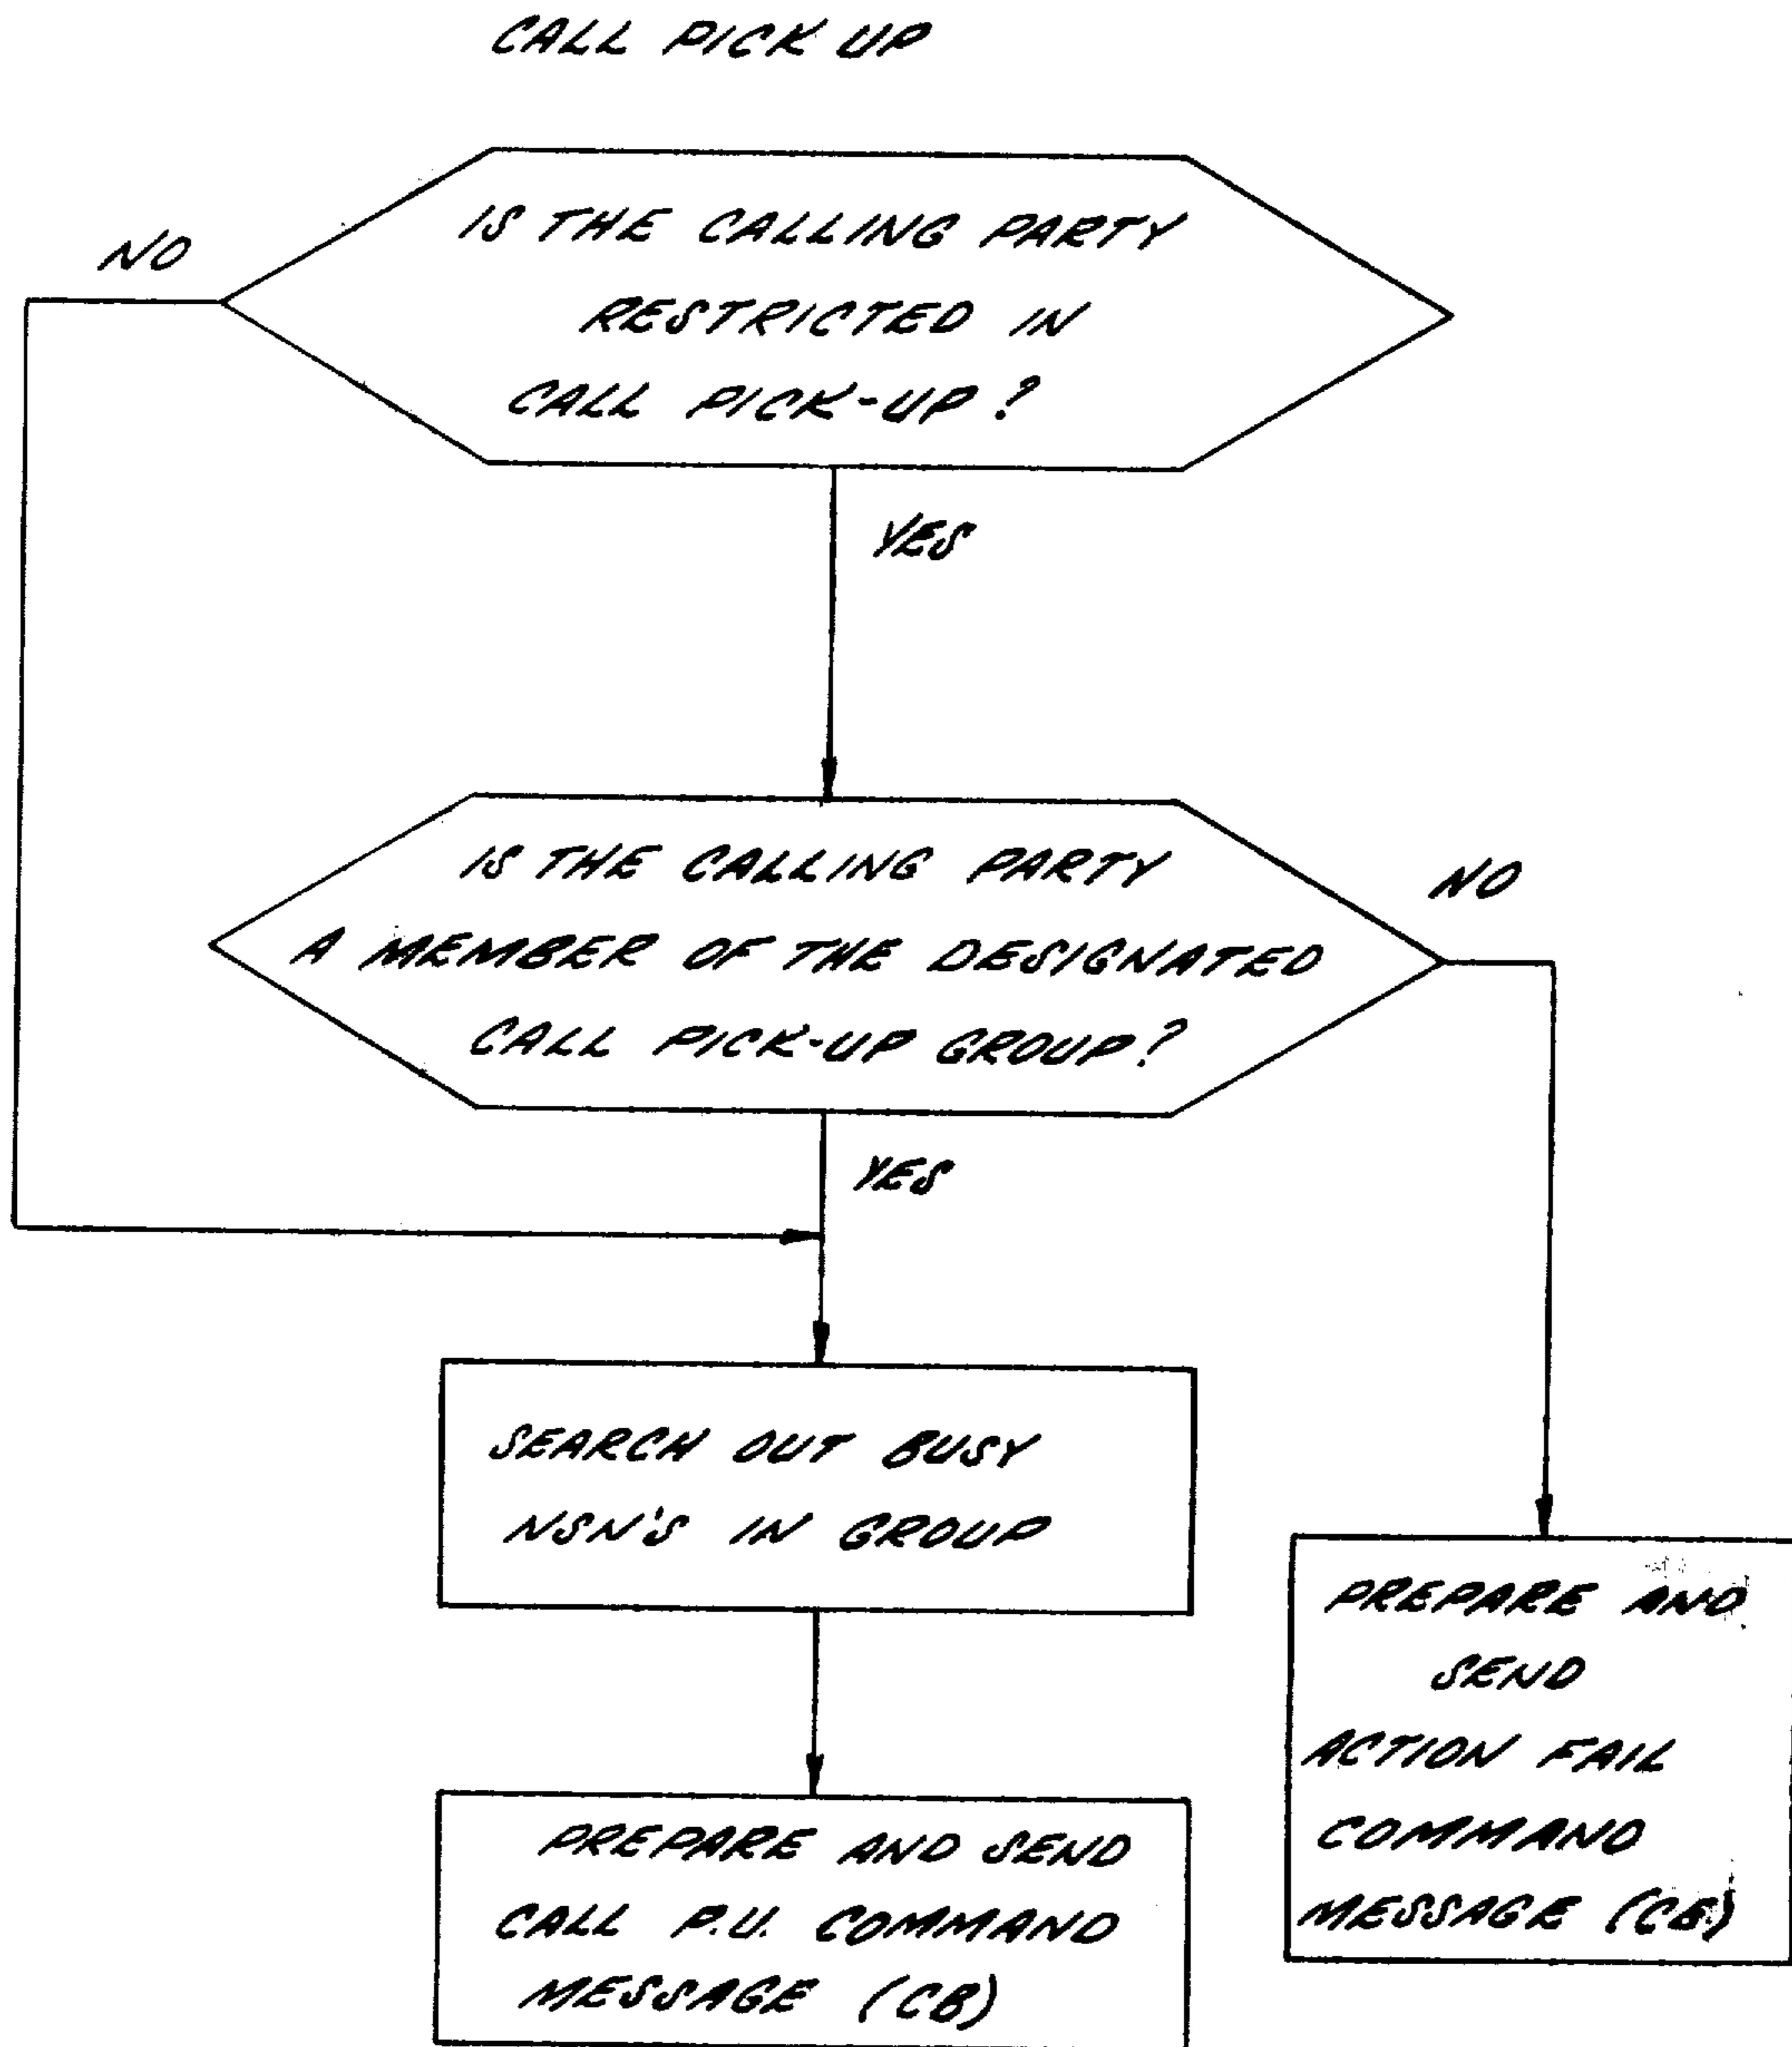 CALL PICK UP
IS THE CALLING PARTY
RESTRICTED IN
CALL PICK-UP?
NO
YES
IS THE CALLING PARTY
A MEMBER OF THE DESIGNATED
CALL PICK-UP GROUP?
NO
YES
SEARCH OUT BUSY
NSN'S IN GROUP
PREPARE AND SEND
CALL P.U. COMMAND
MESSAGE (CB)
PREPARE AND
SEND
ACTION FAIL
COMMAND
MESSAGE (CB)